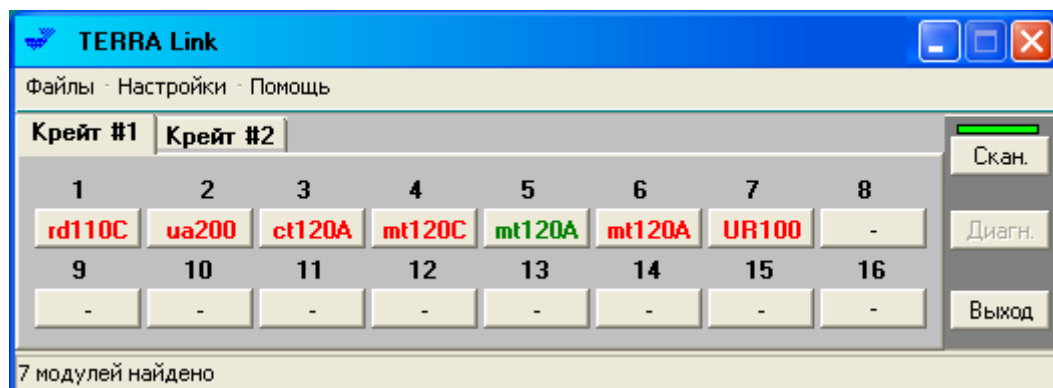 TERRA Link
Файлы - Настройки - Помощь
Крейт #1 Крейт #2
Скан.
1 2 3 4 5 6 7 8
rd110C ua200 ct120A mt120C mt120A mt120A UR100 -
Диагн.
9 10 11 12 13 14 15 16
- - - - - - - -
Выход
7 модулей найдено